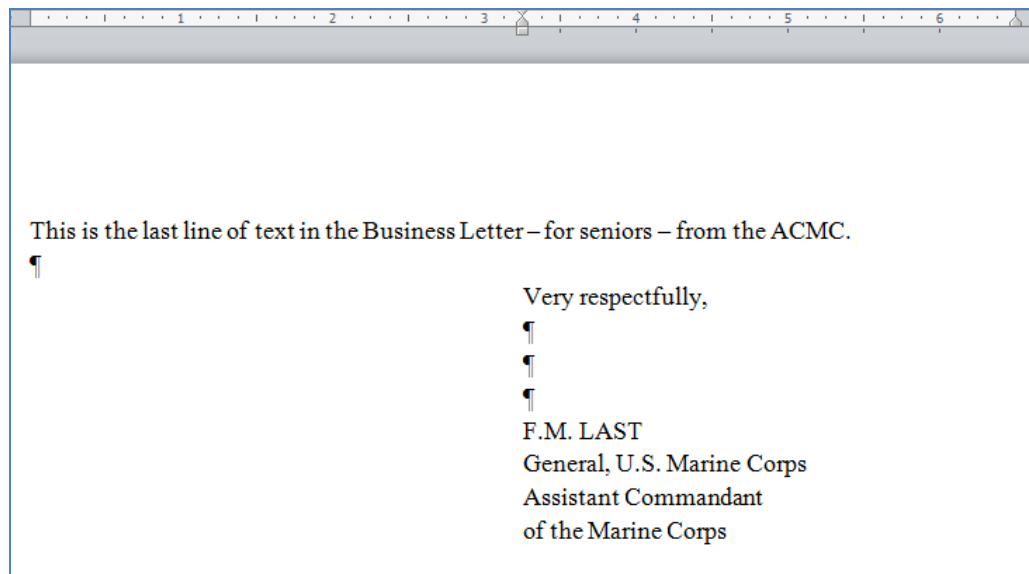 1 2 3 4 5 6
This is the last line of text in the Business Letter – for seniors – from the ACMC.
¶
Very respectfully,
¶
¶
¶
F.M. LAST
General, U.S. Marine Corps
Assistant Commandant
of the Marine Corps